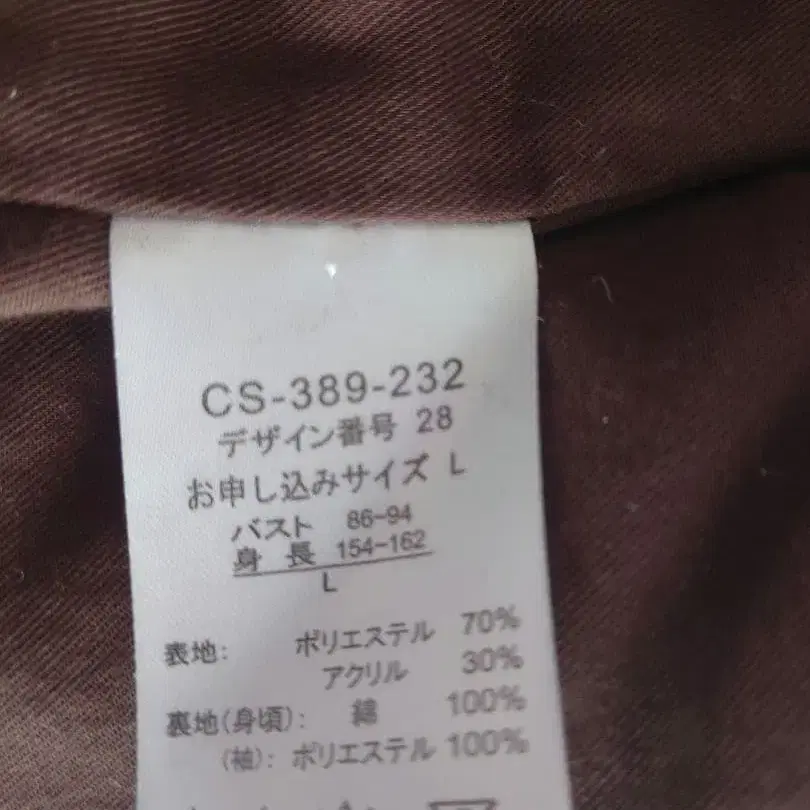 CS-389-232
デザイン番号 28
お申し込みサイズ L
バスト 86-94
身長 154-162
L
表地: ポリエステル 70%
アクリル 30%
裏地(身頃): 綿 100%
(袖): ポリエステル 100%